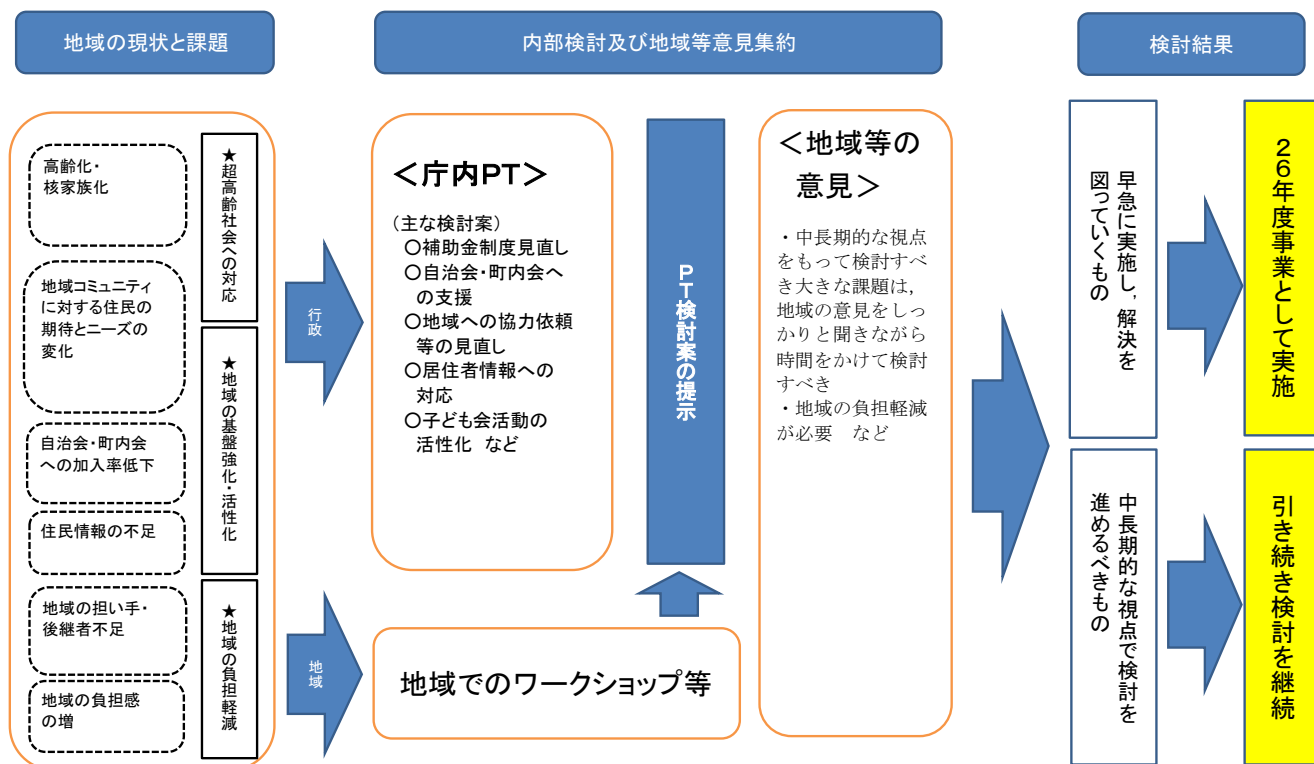 地域の現状と課題
内部検討及び地域等意見集約
検討結果
高齢化・
核家族化
地域コミュニティ
に対する住民の
期待とニーズの
変化
自治会・町内会
への加入率低下
住民情報の不足
地域の担い手・
後継者不足
地域の負担感
の増
★超高齢社会への対応
★地域の基盤強化・活性化
★地域の負担軽減
行政
地域
＜庁内PT＞
（主な検討案）
○補助金制度見直し
○自治会・町内会へ
の支援
○地域への協力依頼
等の見直し
○居住者情報への
対応
○子ども会活動の
活性化 など
地域でのワークショップ等
PT検討案の提示
＜地域等の
意見＞
・中長期的な視点
をもって検討すべ
き大きな課題は，
地域の意見をしっ
かりと聞きながら
時間をかけて検討
すべき
・地域の負担軽減
が必要　など
早急に実施し，解決を
図っていくもの
２６年度事業として実施
中長期的な視点で検討を
進めるべきもの
引き続き検討を継続